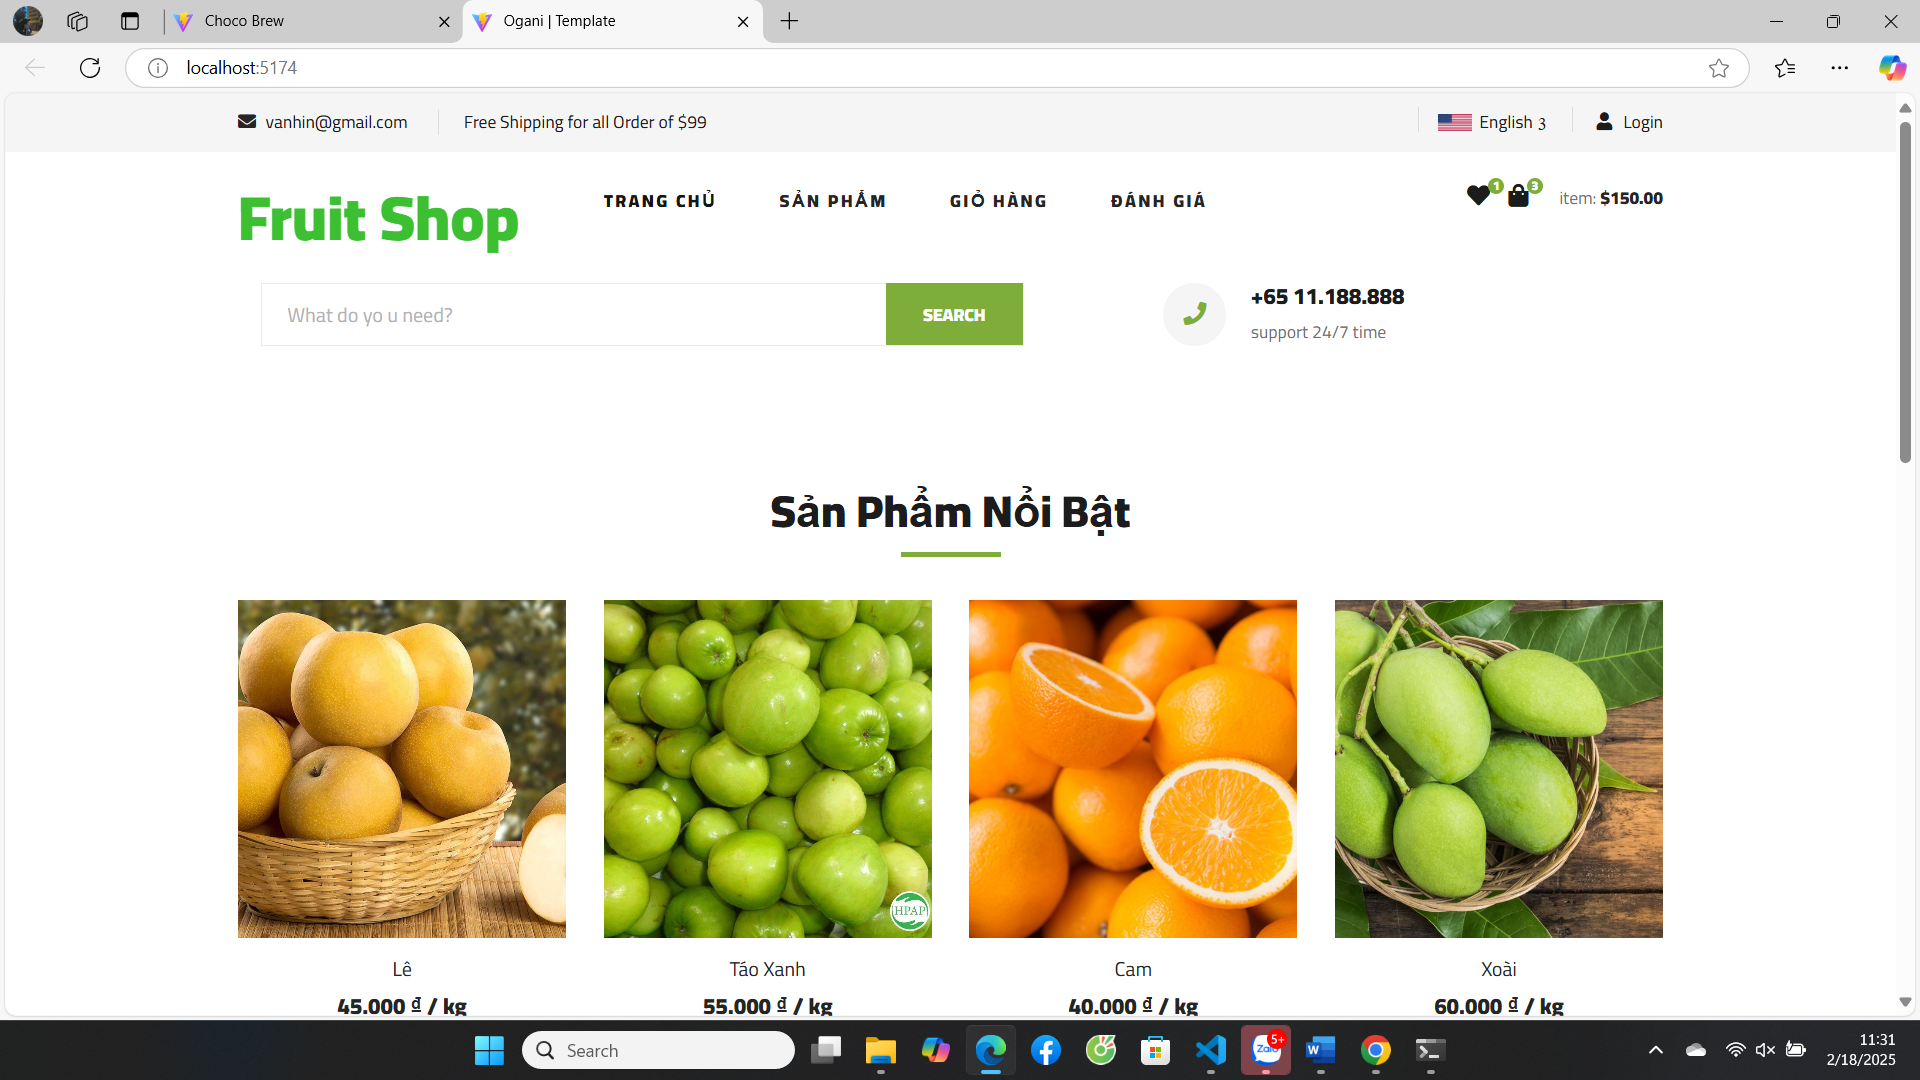 Choco Brew
Ogani | Template
localhost:5174
vanhin@gmail.com
Free Shipping for all Order of $99
English 3
Login
Fruit Shop
TRANG CHỦ
SẢN PHẨM
GIỎ HÀNG
ĐÁNH GIÁ
1
3
item: $150.00
What do yo u need?
SEARCH
+65 11.188.888
support 24/7 time
Sản Phẩm Nổi Bật
HPAP
Lê
Táo Xanh
Cam
Xoài
45.000 ₫ / kg
55.000 ₫ / kg
40.000 ₫ / kg
60.000 ₫ / kg
Search
Zalo
5+
W
11:31
2/18/2025